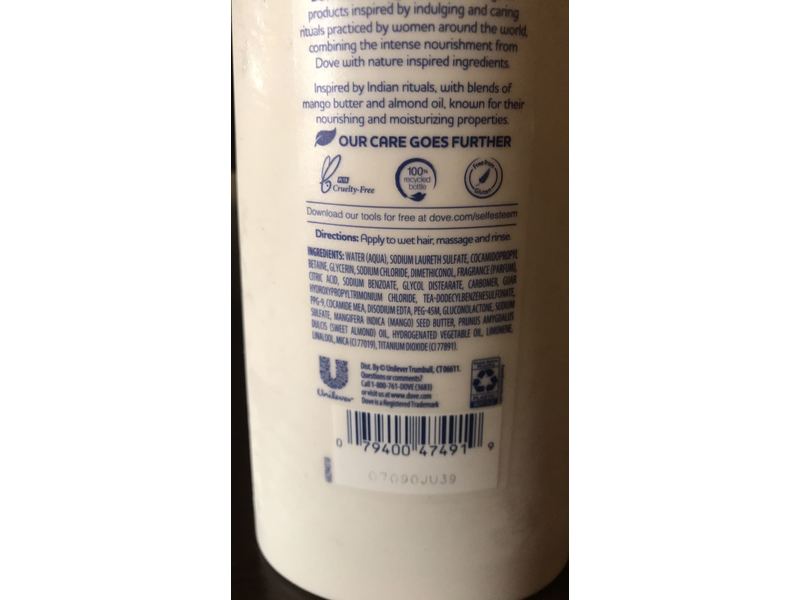 products inspired by indulging and caring
rituals practiced by women around the world,
combining the intense nourishment from
Dove with nature inspired ingredients.
Inspired by Indian rituals, with blends of
mango butter and almond oil, known for their
nourishing and moisturizing properties.
OUR CARE GOES FURTHER
PETA
Cruelty-Free
100%
recycled
bottle
Free from
Gluten
Download our tools for free at dove.com/selfesteem
Directions: Apply to wet hair, massage and rinse.
INGREDIENTS: WATER (AQUA), SODIUM LAURETH SULFATE, COCAMIDOPROPYL
BETAINE, GLYCERIN, SODIUM CHLORIDE, DIMETHICONOL, FRAGRANCE (PARFUM),
CITRIC ACID, SODIUM BENZOATE, GLYCOL DISTEARATE, CARBOMER, GUAR
HYDROXYPROPYLTRIMONIUM CHLORIDE, TEA-DODECYLBENZENESULFONATE,
PPG-9, COCAMIDE MEA, DISODIUM EDTA, PEG-45M, GLUCONOLACTONE, SODIUM
SULFATE, MANGIFERA INDICA (MANGO) SEED BUTTER, PRUNUS AMYGDALUS
DULCIS (SWEET ALMOND) OIL, HYDROGENATED VEGETABLE OIL, LIMONENE,
LINALOOL, MICA (CI 77019), TITANIUM DIOXIDE (CI 77891).
Unilever
Dist. By © Unilever Trumbull, CT 06611.
Questions or comments?
Call 1-800-761-DOVE (3683)
or visit us at www.dove.com
Dove is a Registered Trademark
0 79400 47491 9
07090JU39